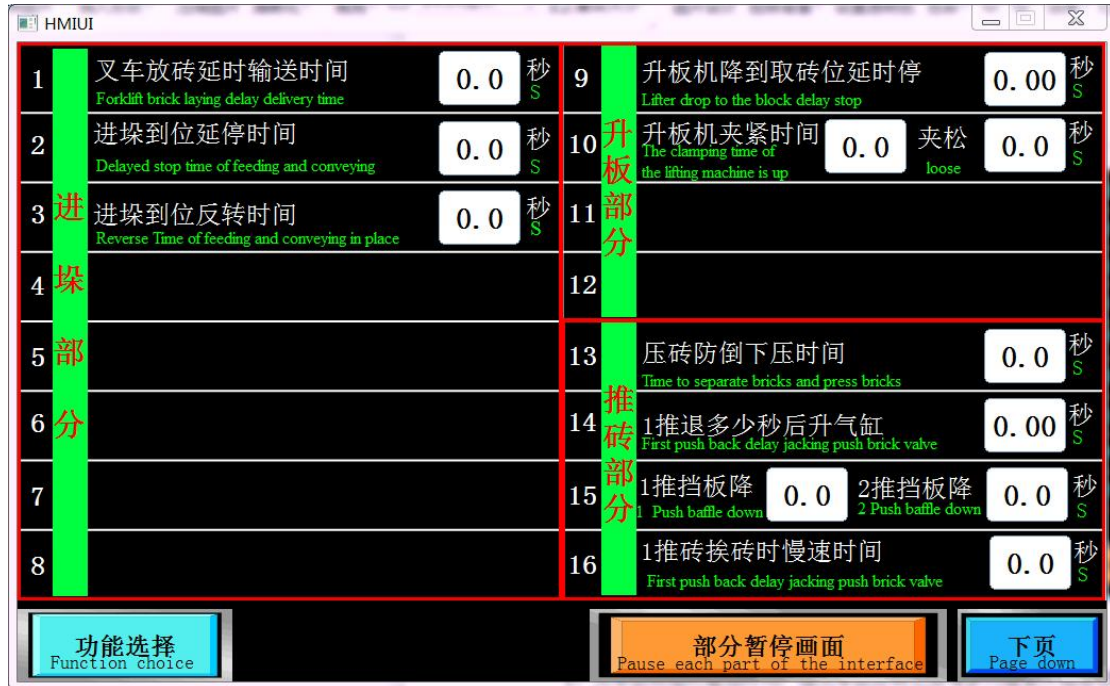 HMIUI
进垛部分
1
叉车放砖延时输送时间
0.0 秒
Forklift brick laying delay delivery time
S
2
进垛到位延停时间
0.0 秒
Delayed stop time of feeding and conveying
S
3
进垛到位反转时间
0.0 秒
Reverse Time of feeding and conveying in place
S
4
5
6
7
8
升板部分
9
升板机降到取砖位延时停
0.00 秒
Lifter drop to the block delay stop
S
10
升板机夹紧时间
0.0 夹松 0.0 秒
The clamping time of
the lifting machine is up
loose
S
11
12
推砖部分
13
压砖防倒下压时间
0.0 秒
Time to separate bricks and press bricks
S
14
1推退多少秒后升气缸
0.00 秒
First push back delay jacking push brick valve
S
15
1推挡板降 0.0 2推挡板降 0.0 秒
1 Push baffle down 2 Push baffle down S
16
1推砖挨砖时慢速时间
0.0 秒
First push back delay jacking push brick valve
S
功能选择
Function choice
部分暂停画面
Pause each part of the interface
下页
Page down